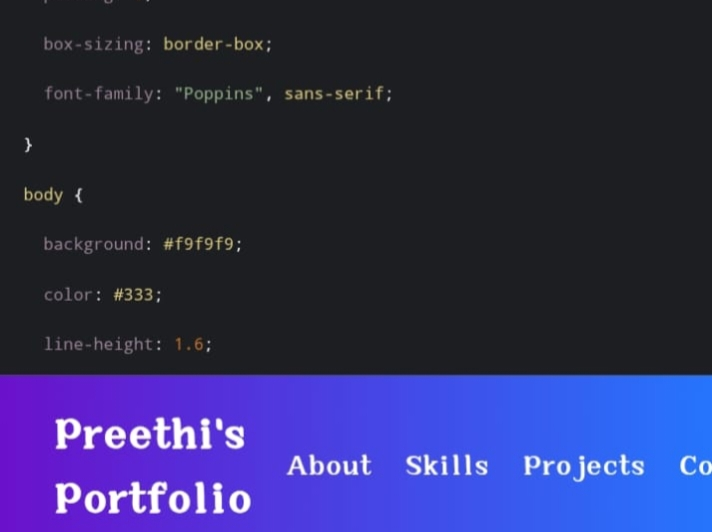 box-sizing: border-box;
font-family: "Poppins", sans-serif;
}
body {
background: #f9f9f9;
color: #333;
line-height: 1.6;
Preethi's
Portfolio
About Skills Projects